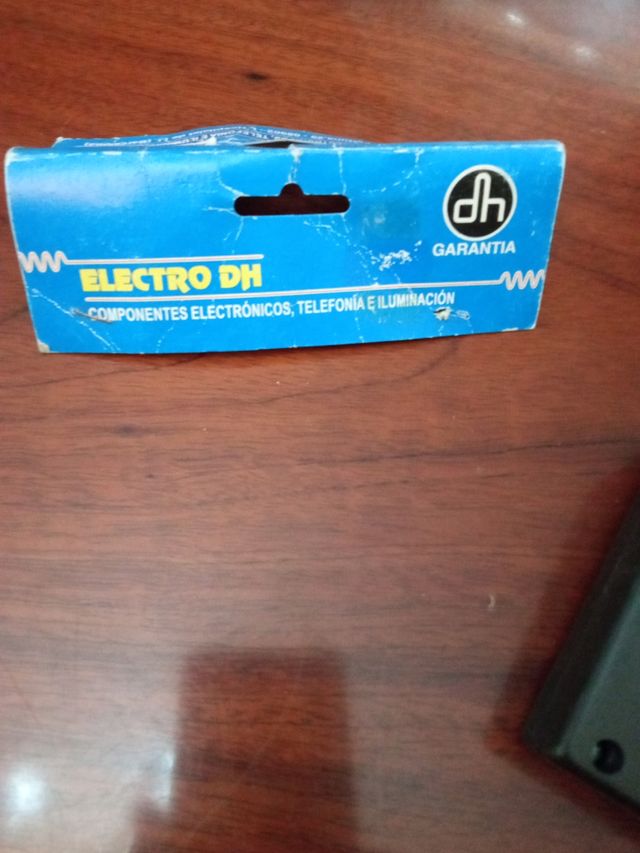 dh
GARANTIA
ELECTRO DH
COMPONENTES ELECTRÓNICOS, TELEFONÍA E ILUMINACIÓN